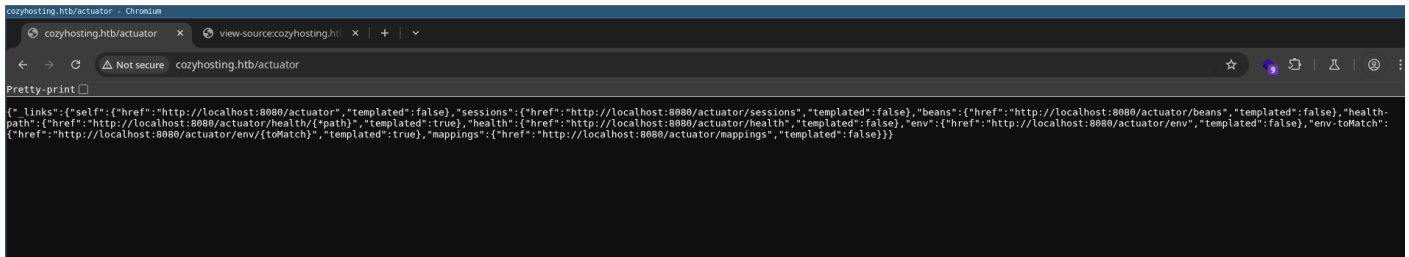 cozyhosting.htb/actuator - Chromium
cozyhosting.htb/actuator
view-source:cozyhosting.ht
Not secure
cozyhosting.htb/actuator
9
Pretty-print
{"_links":{"self":{"href":"http://localhost:8080/actuator","templated":false},"sessions":{"href":"http://localhost:8080/actuator/sessions","templated":false},"beans":{"href":"http://localhost:8080/actuator/beans","templated":false},"health-
path":{"href":"http://localhost:8080/actuator/health/{*path}","templated":true},"health":{"href":"http://localhost:8080/actuator/health","templated":false},"env":{"href":"http://localhost:8080/actuator/env","templated":false},"env-toMatch":
{"href":"http://localhost:8080/actuator/env/{toMatch}","templated":true},"mappings":{"href":"http://localhost:8080/actuator/mappings","templated":false}}}